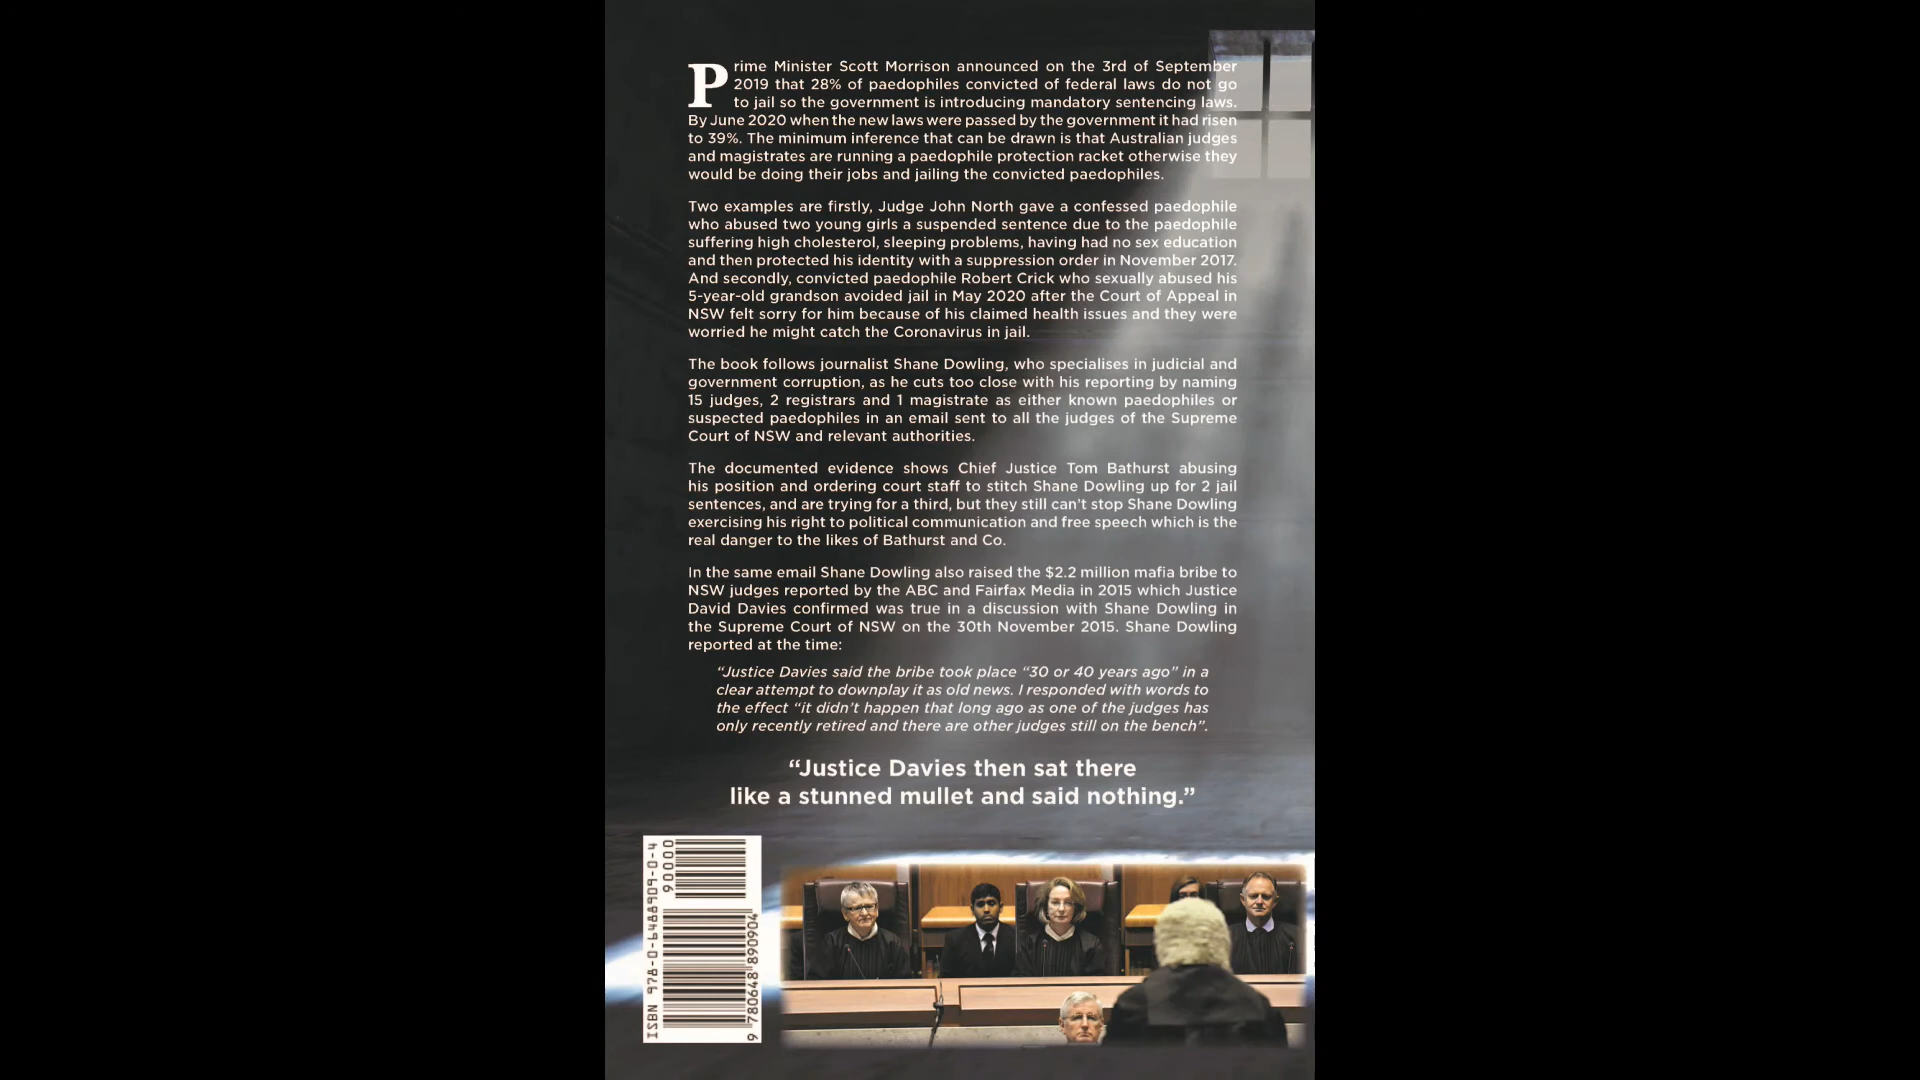 Prime Minister Scott Morrison announced on the 3rd of September
2019 that 28% of paedophiles convicted of federal laws do not go
to jail so the government is introducing mandatory sentencing laws.
By June 2020 when the new laws were passed by the government it had risen
to 39%. The minimum inference that can be drawn is that Australian judges
and magistrates are running a paedophile protection racket otherwise they
would be doing their jobs and jailing the convicted paedophiles.
Two examples are firstly, Judge John North gave a confessed paedophile
who abused two young girls a suspended sentence due to the paedophile
suffering high cholesterol, sleeping problems, having had no sex education
and then protected his identity with a suppression order in November 2017.
And secondly, convicted paedophile Robert Crick who sexually abused his
5-year-old grandson avoided jail in May 2020 after the Court of Appeal in
NSW felt sorry for him because of his claimed health issues and they were
worried he might catch the Coronavirus in jail.
The book follows journalist Shane Dowling, who specialises in judicial and
government corruption, as he cuts too close with his reporting by naming
15 judges, 2 registrars and 1 magistrate as either known paedophiles or
suspected paedophiles in an email sent to all the judges of the Supreme
Court of NSW and relevant authorities.
The documented evidence shows Chief Justice Tom Bathurst abusing
his position and ordering court staff to stitch Shane Dowling up for 2 jail
sentences, and are trying for a third, but they still can't stop Shane Dowling
exercising his right to political communication and free speech which is the
real danger to the likes of Bathurst and Co.
In the same email Shane Dowling also raised the $2.2 million mafia bribe to
NSW judges reported by the ABC and Fairfax Media in 2015 which Justice
David Davies confirmed was true in a discussion with Shane Dowling in
the Supreme Court of NSW on the 30th November 2015. Shane Dowling
reported at the time:
“Justice Davies said the bribe took place “30 or 40 years ago” in a
clear attempt to downplay it as old news. I responded with words to
the effect “it didn't happen that long ago as one of the judges has
only recently retired and there are other judges still on the bench”.
“Justice Davies then sat there
like a stunned mullet and said nothing.”
ISBN 978-0-6488909-0-4
90000
9 780648 890904